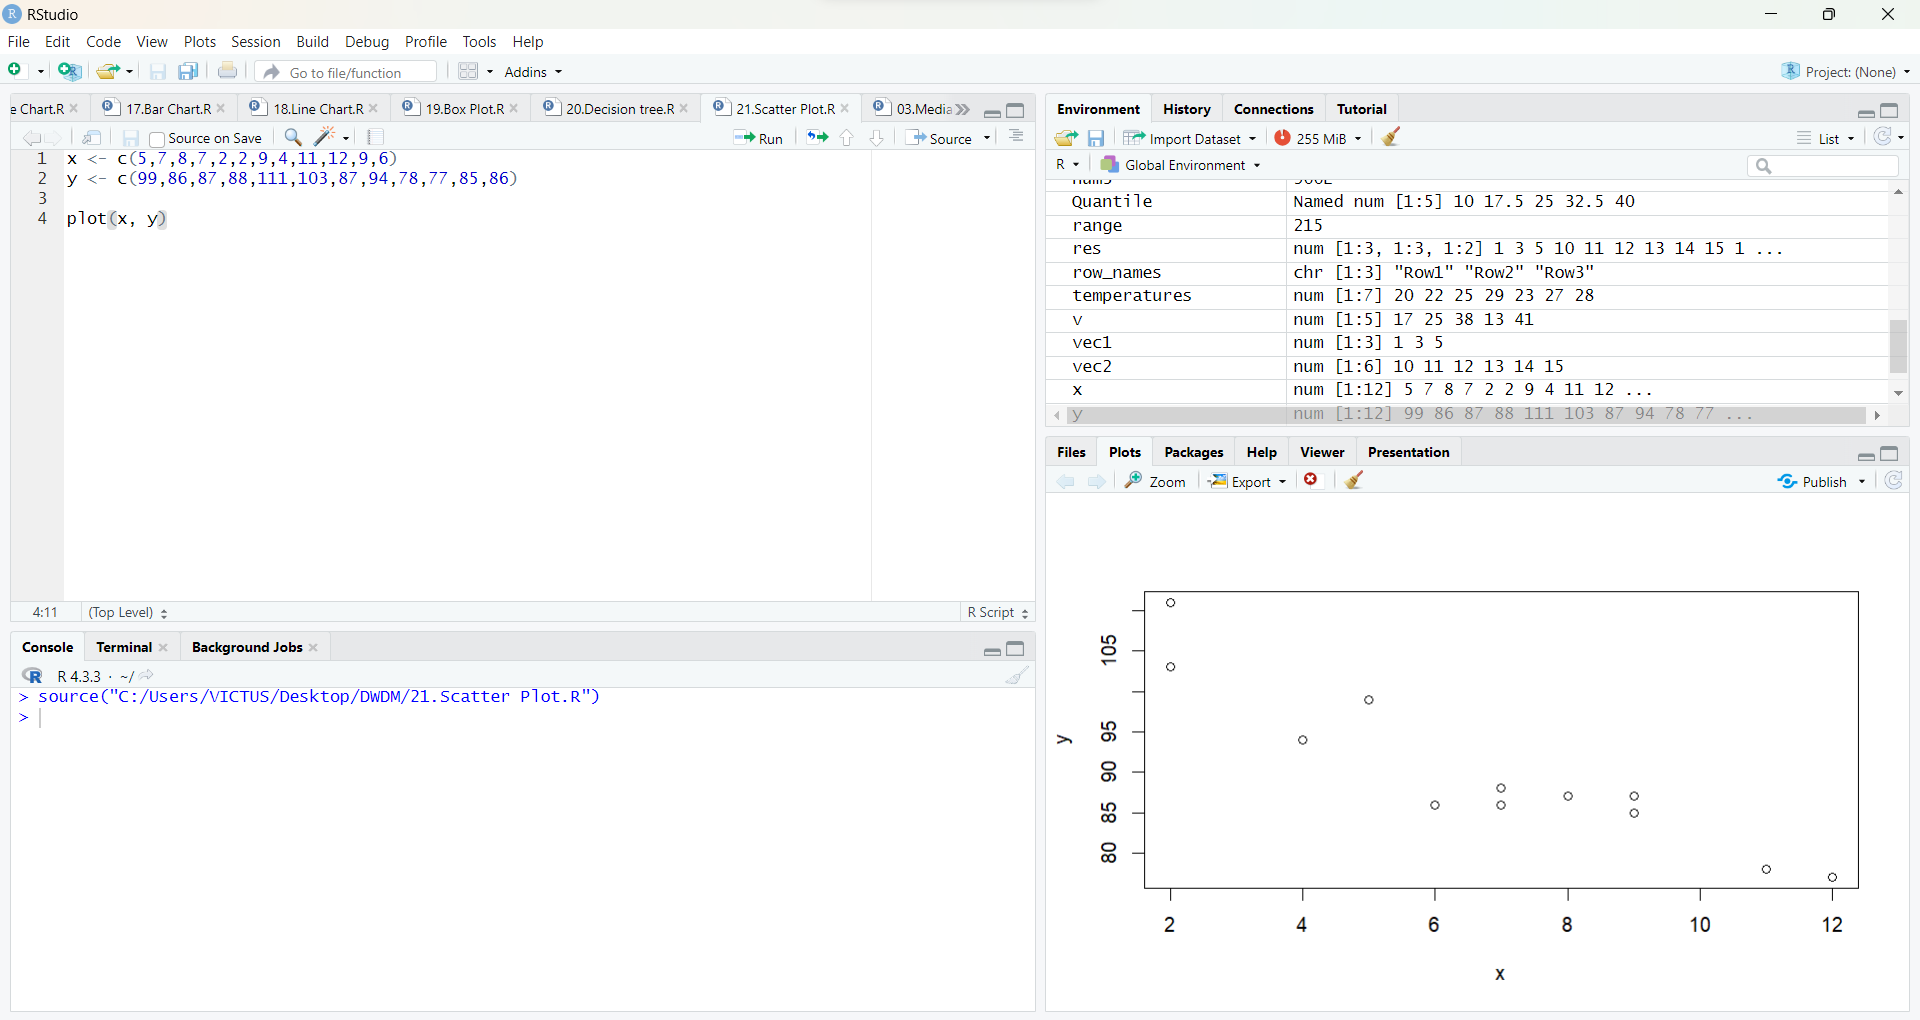 RStudio
File Edit Code View Plots Session Build Debug Profile Tools Help
Go to file/function Addins Project: (None)
e Chart.R 17.Bar Chart.R 18.Line Chart.R 19.Box Plot.R 20.Decision tree.R 21.Scatter Plot.R 03.Media
Source on Save Run Source
1 x <- c(5,7,8,7,2,2,9,4,11,12,9,6)
2 y <- c(99,86,87,88,111,103,87,94,78,77,85,86)
3
4 plot(x, y)
4:11 (Top Level) R Script
Console Terminal Background Jobs
R R 4.3.3 · ~/
> source("C:/Users/VICTUS/Desktop/DWDM/21.Scatter Plot.R")
>
Environment History Connections Tutorial
Import Dataset 255 MiB List
R Global Environment
Quantile Named num [1:5] 10 17.5 25 32.5 40
range 215
res num [1:3, 1:3, 1:2] 1 3 5 10 11 12 13 14 15 1 ...
row_names chr [1:3] "Row1" "Row2" "Row3"
temperatures num [1:7] 20 22 25 29 23 27 28
v num [1:5] 17 25 38 13 41
vec1 num [1:3] 1 3 5
vec2 num [1:6] 10 11 12 13 14 15
x num [1:12] 5 7 8 7 2 2 9 4 11 12 ...
y num [1:12] 99 86 87 88 111 103 87 94 78 77 ...
Files Plots Packages Help Viewer Presentation
Zoom Export Publish
105
95
90
85
80
y
2 4 6 8 10 12
x